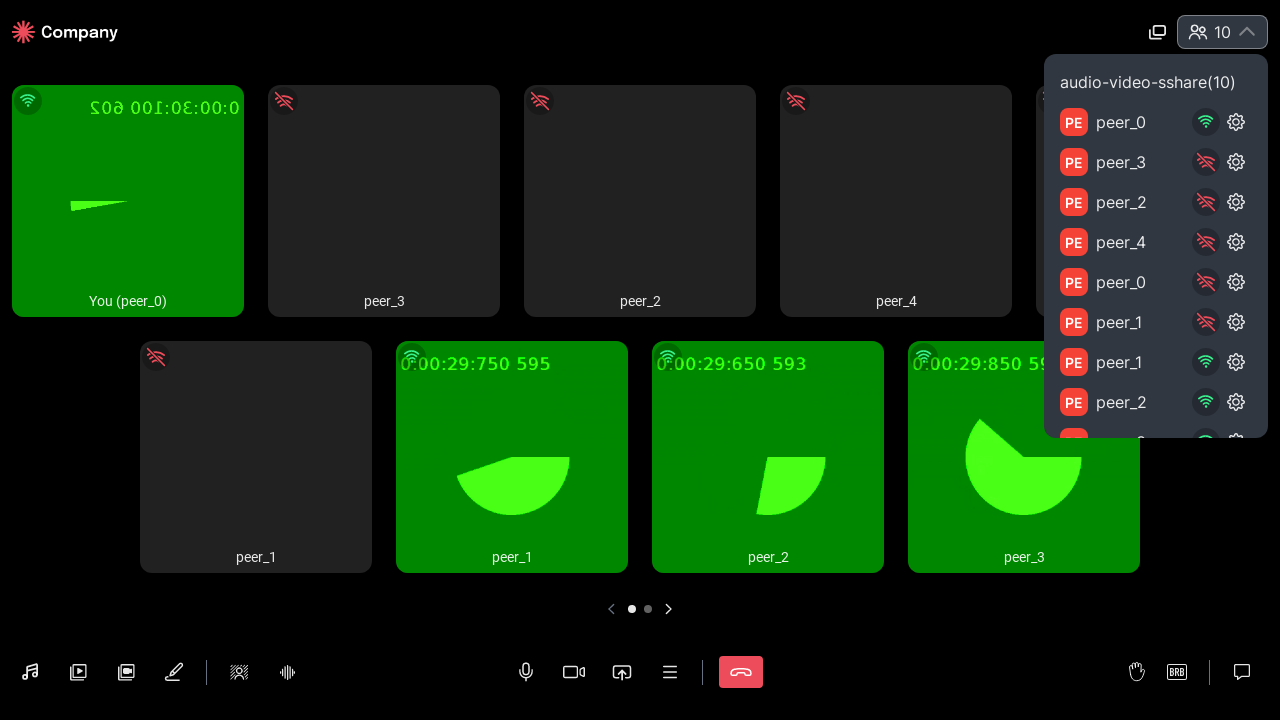 Company
10
0:00:30:100 602
You (peer_0)
peer_3
peer_2
peer_4
audio-video-sshare(10)
PE peer_0
PE peer_3
PE peer_2
PE peer_4
PE peer_0
PE peer_1
PE peer_1
PE peer_2
peer_1
0:00:29:750 595
peer_1
0:00:29:650 593
peer_2
0:00:29:850
peer_3
BRB